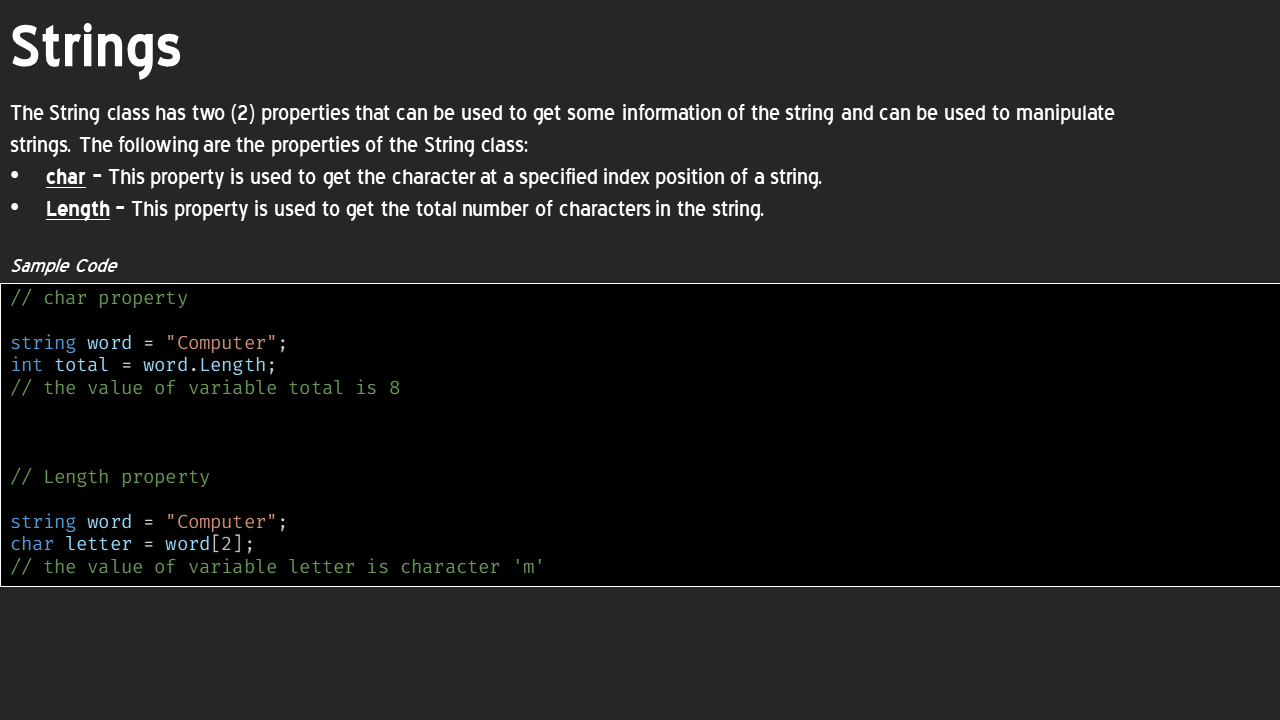 Strings
The String class has two (2) properties that can be used to get some information of the string and can be used to manipulate
strings. The following are the properties of the String class:
• char – This property is used to get the character at a specified index position of a string.
• Length – This property is used to get the total number of characters in the string.
Sample Code
// char property
string word = "Computer";
int total = word.Length;
// the value of variable total is 8
// Length property
string word = "Computer";
char letter = word[2];
// the value of variable letter is character 'm'